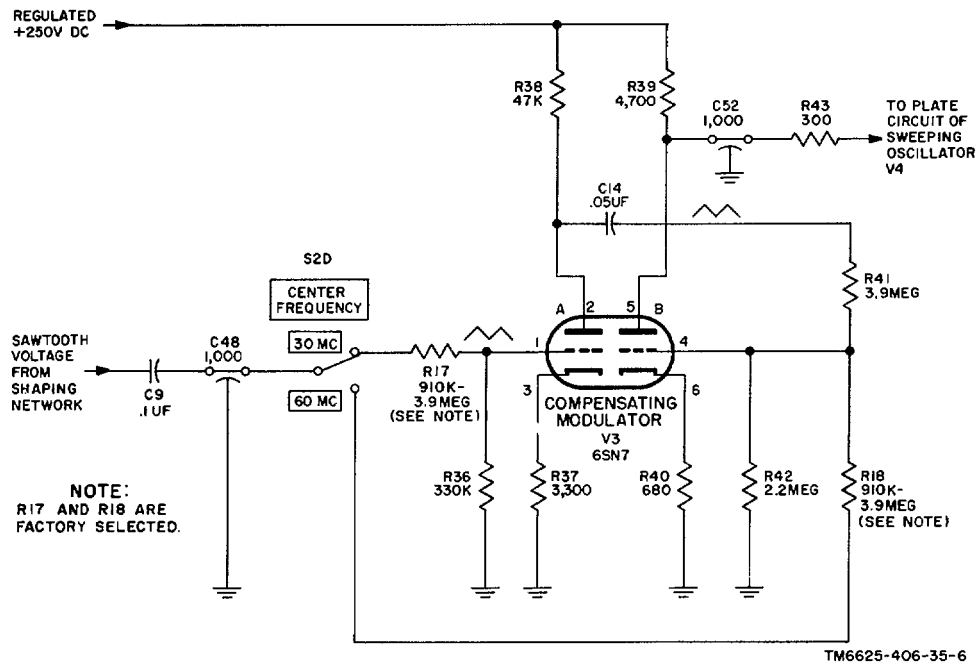 REGULATED
+250V DC
R38
47K
R39
4,700
C52
1,000
R43
300
TO PLATE
CIRCUIT OF
SWEEPING
OSCILLATOR
V4
C14
.05UF
S2D
CENTER
FREQUENCY
R41
3.9MEG
A 2 5 B
SAWTOOTH
VOLTAGE
FROM
SHAPING
NETWORK
C48
1,000
30 MC
1
4
C9
.1UF
60 MC
R17
910K-
3.9MEG
(SEE NOTE)
3
6
COMPENSATING
MODULATOR
V3
6SN7
NOTE:
R17 AND R18 ARE
FACTORY SELECTED.
R36
330K
R37
3,300
R40
680
R42
2.2MEG
R18
910K-
3.9MEG
(SEE NOTE)
TM6625-406-35-6